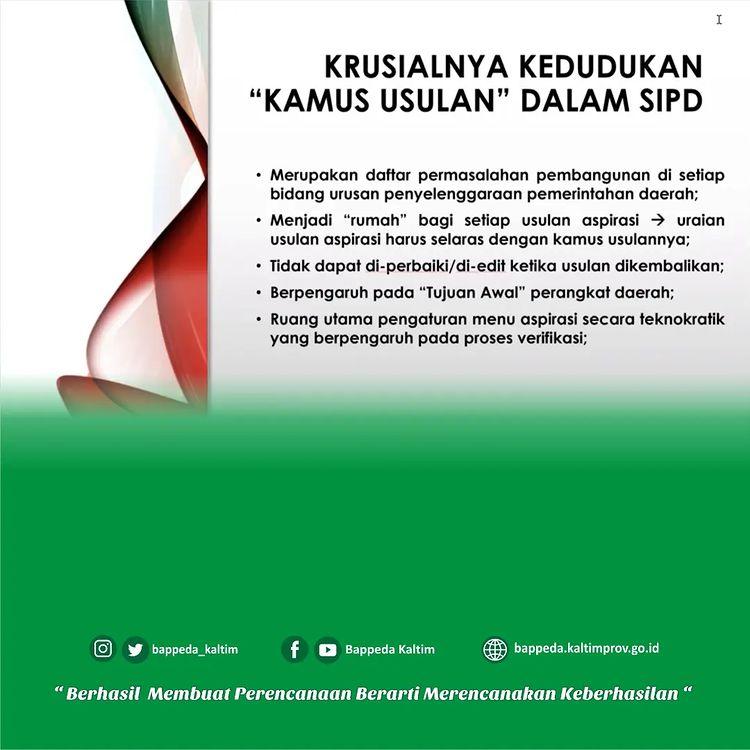 KRUSIALNYA KEDUDUKAN
“KAMUS USULAN” DALAM SIPD
• Merupakan daftar permasalahan pembangunan di setiap
bidang urusan penyelenggaraan pemerintahan daerah;
• Menjadi “rumah” bagi setiap usulan aspirasi → uraian
usulan aspirasi harus selaras dengan kamus usulannya;
• Tidak dapat di-perbaiki/di-edit ketika usulan dikembalikan;
• Berpengaruh pada “Tujuan Awal” perangkat daerah;
• Ruang utama pengaturan menu aspirasi secara teknokratik
yang berpengaruh pada proses verifikasi;
bappeda_kaltim Bappeda Kaltim bappeda.kaltimprov.go.id
“ Berhasil Membuat Perencanaan Berarti Merencanakan Keberhasilan “